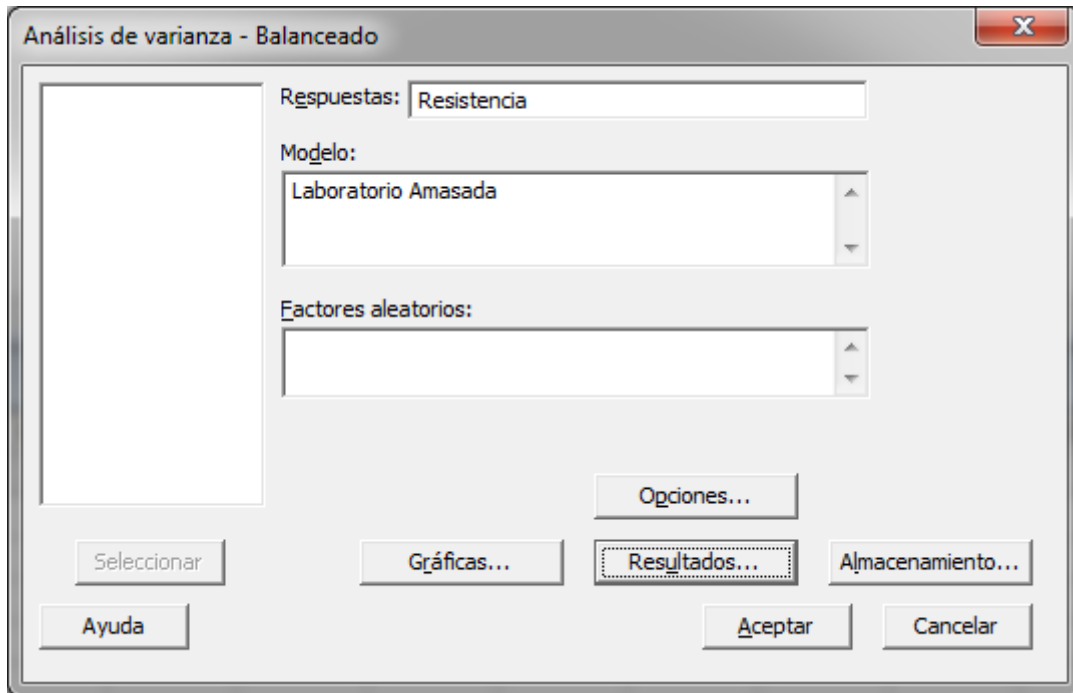 Análisis de varianza - Balanceado
Respuestas: Resistencia
Modelo:
Laboratorio Amasada
Factores aleatorios:
Opciones...
Seleccionar Gráficas... Resultados... Almacenamiento...
Ayuda Aceptar Cancelar